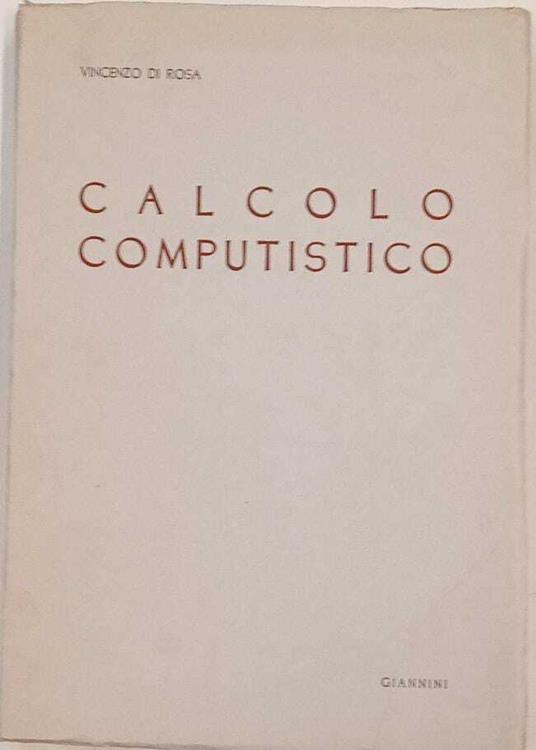 VINCENZO DI ROSA
CALCOLO
COMPUTISTICO
GIANNINI